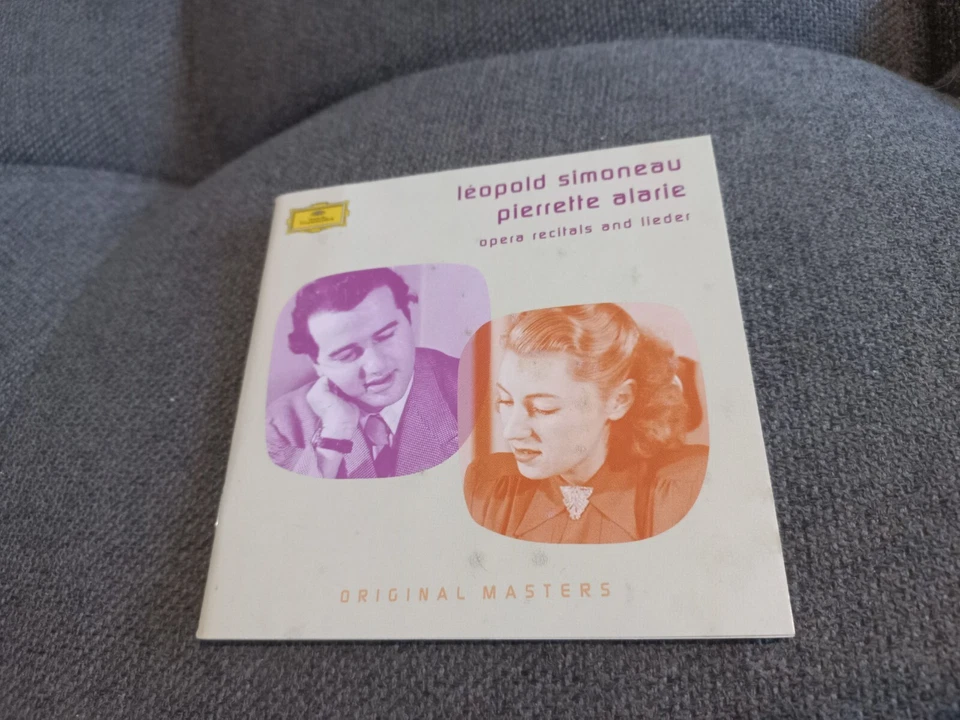 léopold simoneau
pierrette alarie
opera recitals and lieder
ORIGINAL MASTERS